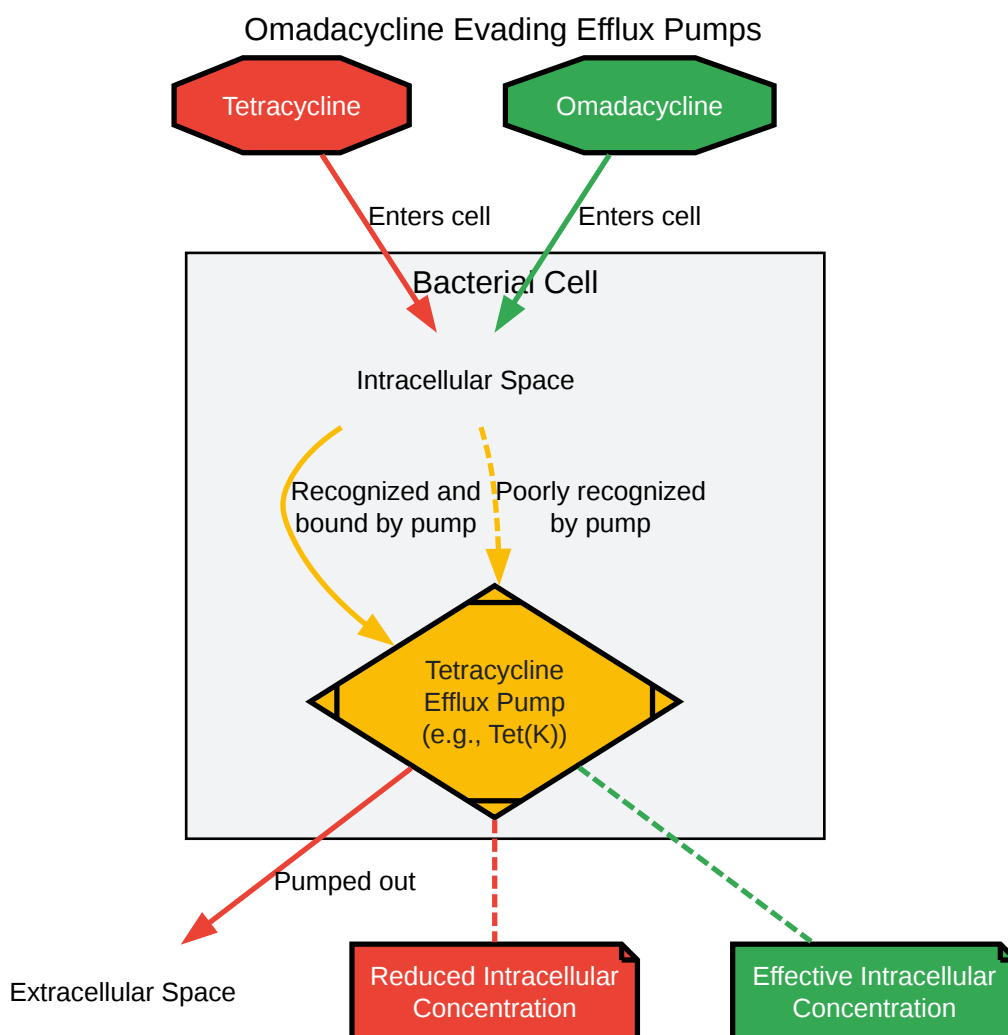 Omadacycline Evading Efflux Pumps
Tetracycline
Omadacycline
Enters cell
Enters cell
Bacterial Cell
Intracellular Space
Recognized and
bound by pump
Poorly recognized
by pump
Tetracycline
Efflux Pump
(e.g., Tet(K))
Pumped out
Extracellular Space
Reduced Intracellular
Concentration
Effective Intracellular
Concentration